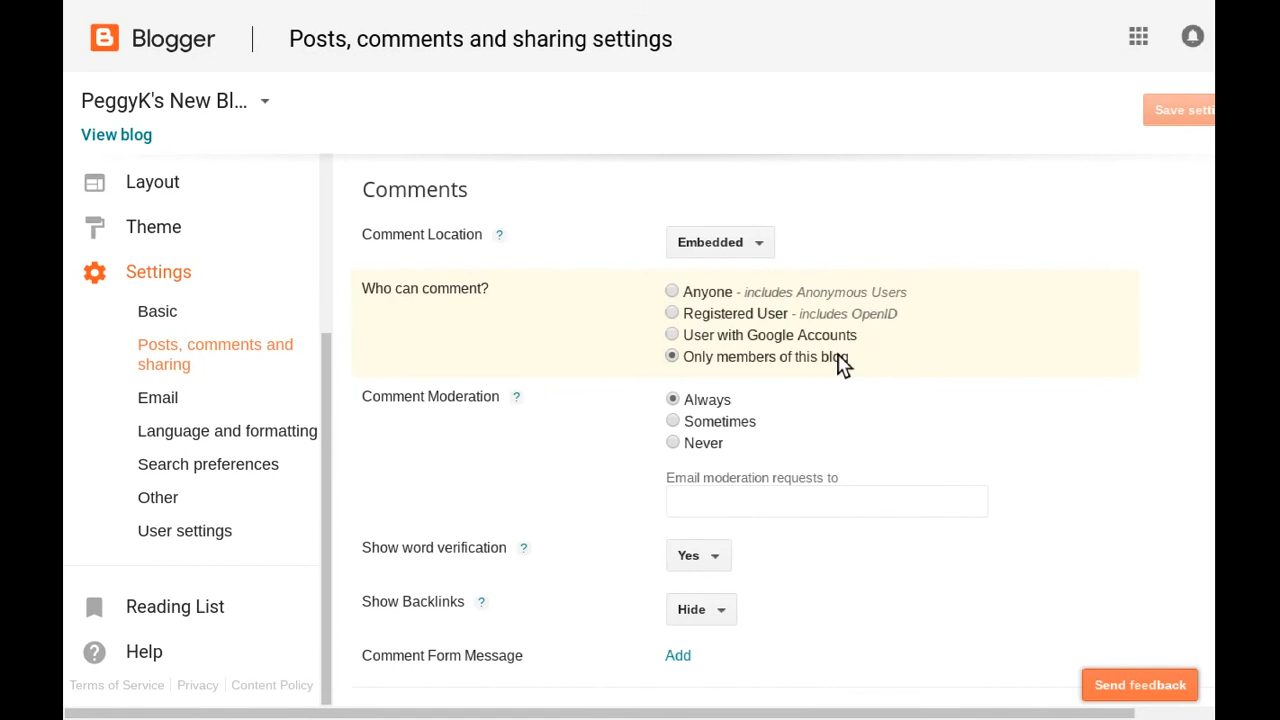 Blogger
Posts, comments and sharing settings
PeggyK's New Bl...
View blog
Save setti
Layout
Theme
Settings
Basic
Posts, comments and
sharing
Email
Language and formatting
Search preferences
Other
User settings
Reading List
Help
Terms of Service
Privacy
Content Policy
Comments
Comment Location ?
Embedded
Who can comment?
Anyone - includes Anonymous Users
Registered User - includes OpenID
User with Google Accounts
Only members of this blog
Comment Moderation ?
Always
Sometimes
Never
Email moderation requests to
Show word verification ?
Yes
Show Backlinks ?
Hide
Comment Form Message
Add
Send feedback